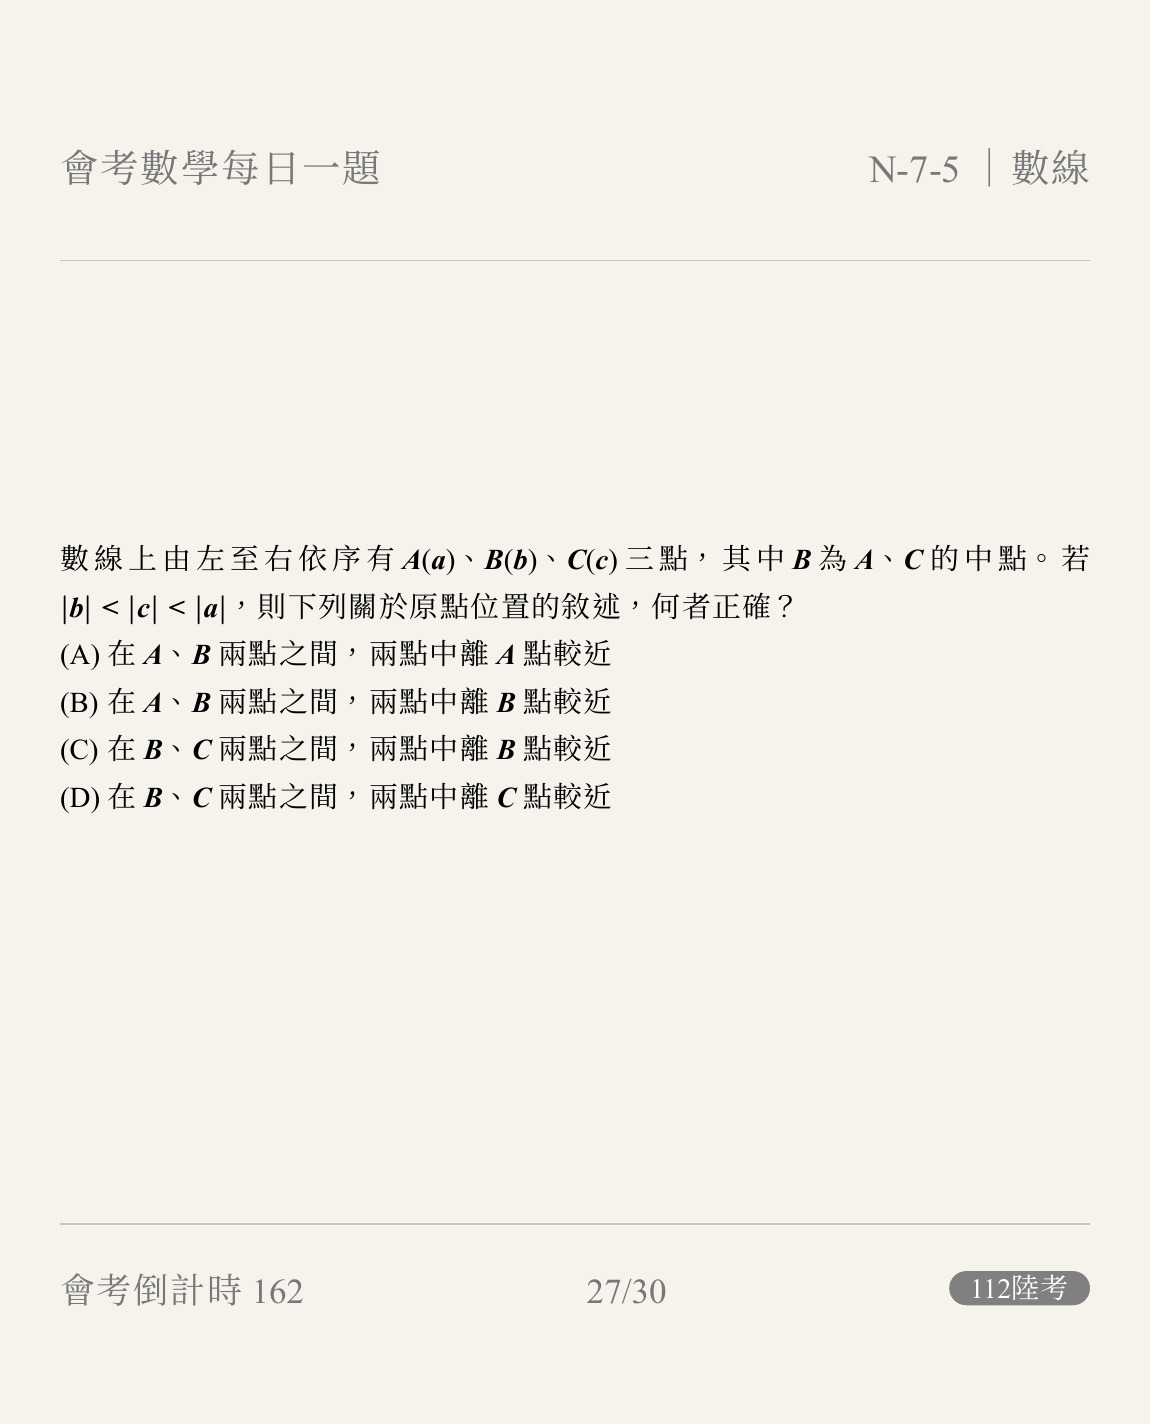 會考數學每日一題
N-7-5｜數線
數線上由左至右依序有 A(a)、B(b)、C(c) 三點，其中 B 為 A、C 的中點。若
|b| < |c| < |a|，則下列關於原點位置的敘述，何者正確？
(A) 在 A、B 兩點之間，兩點中離 A 點較近
(B) 在 A、B 兩點之間，兩點中離 B 點較近
(C) 在 B、C 兩點之間，兩點中離 B 點較近
(D) 在 B、C 兩點之間，兩點中離 C 點較近
會考倒計時 162
27/30
112陸考